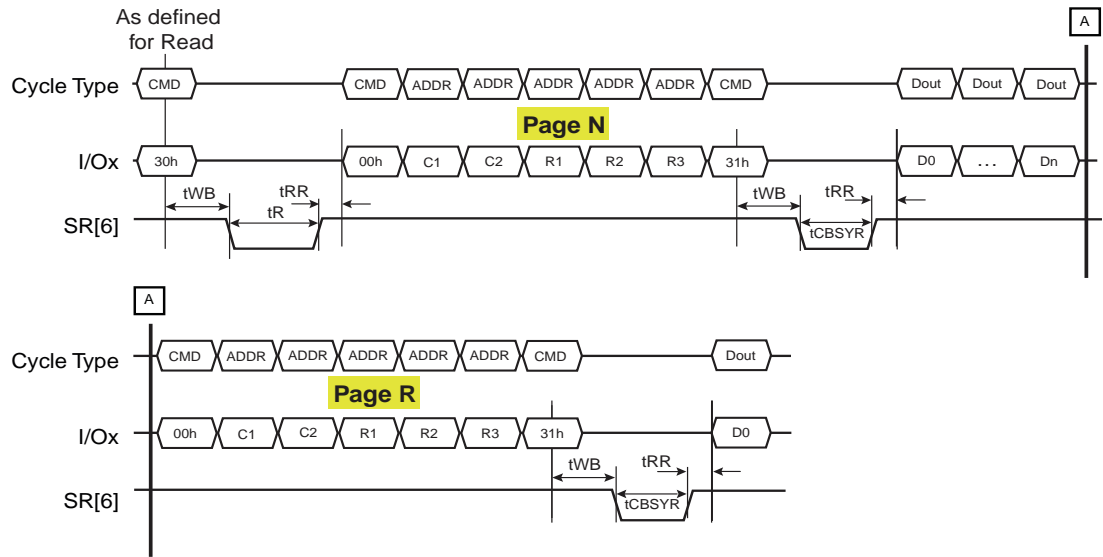 As defined
for Read
A
Cycle Type CMD CMD ADDR ADDR ADDR ADDR ADDR CMD Dout Dout Dout
Page N
I/Ox 30h 00h C1 C2 R1 R2 R3 31h D0 ... Dn
tWB tRR tWB tRR
tR tCBSYR
SR[6]
A
Cycle Type CMD ADDR ADDR ADDR ADDR ADDR CMD Dout
Page R
I/Ox 00h C1 C2 R1 R2 R3 31h D0
tWB tRR
tCBSYR
SR[6]